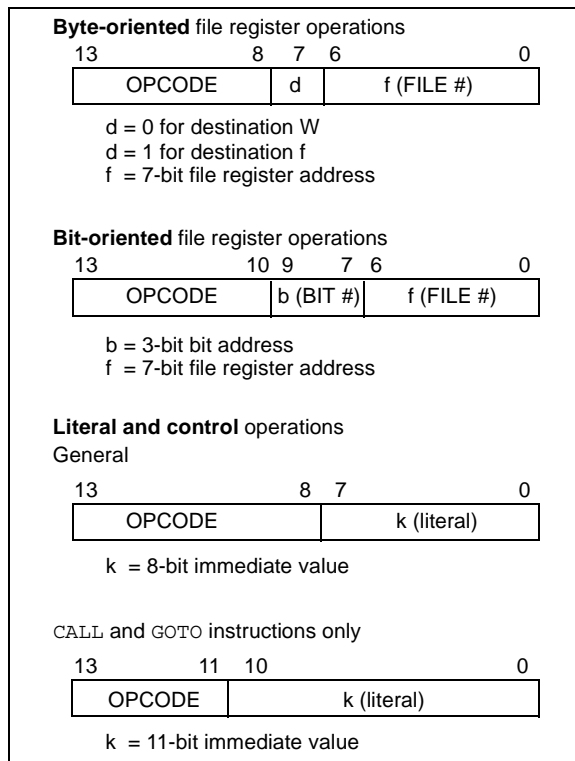 Byte-oriented file register operations
13 8 7 6 0
OPCODE d f (FILE #)
d = 0 for destination W
d = 1 for destination f
f = 7-bit file register address
Bit-oriented file register operations
13 10 9 7 6 0
OPCODE b (BIT #) f (FILE #)
b = 3-bit bit address
f = 7-bit file register address
Literal and control operations
General
13 8 7 0
OPCODE k (literal)
k = 8-bit immediate value
CALL and GOTO instructions only
13 11 10 0
OPCODE k (literal)
k = 11-bit immediate value